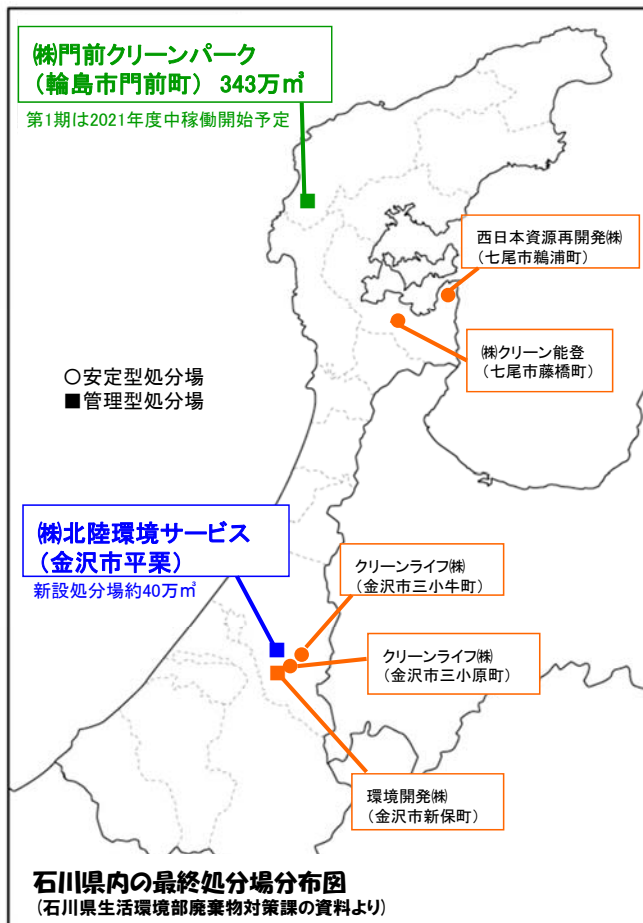 ㈱門前クリーンパーク
（輪島市門前町） 343万㎥
第1期は2021年度中稼働開始予定
西日本資源再開発㈱
（七尾市鵜浦町）
㈱クリーン能登
（七尾市藤橋町）
○安定型処分場
■管理型処分場
㈱北陸環境サービス
（金沢市平栗）
新設処分場約40万㎥
クリーンライフ㈱
（金沢市三小牛町）
クリーンライフ㈱
（金沢市三小原町）
環境開発㈱
（金沢市新保町）
石川県内の最終処分場分布図
（石川県生活環境部廃棄物対策課の資料より）